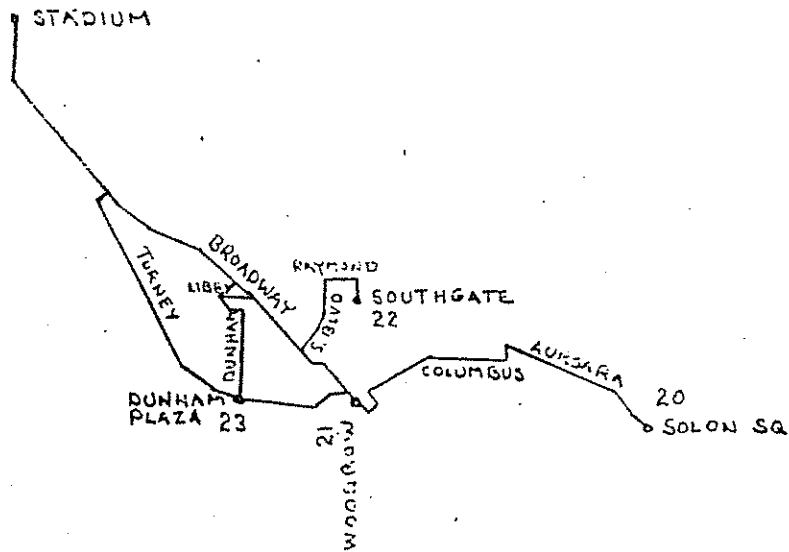 STADIUM
TURNEY
BROADWAY
LIBBY
DUNHAM
RAYMOND
S. BLVD
SOUTHGATE
22
COLUMBUS
AURORA
20
SOLON SQ
DUNHAM
PLAZA 23
21
WOODROW